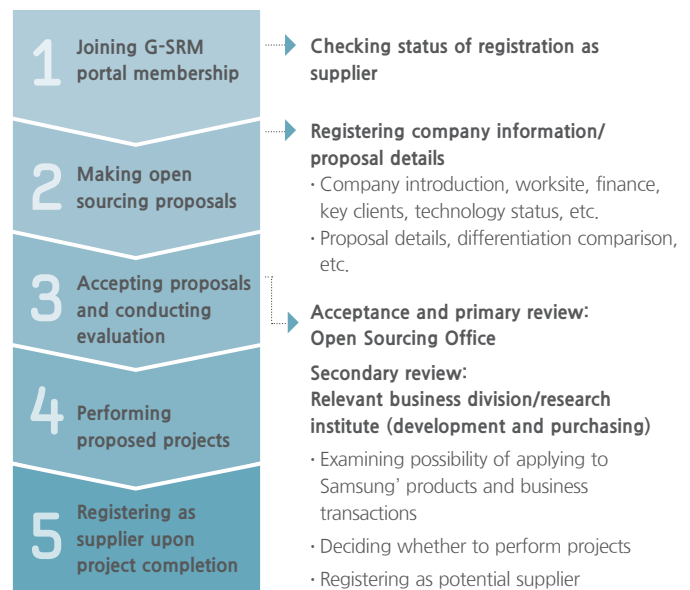 1
Joining G-SRM
portal membership
Checking status of registration as
supplier
2
Making open
sourcing proposals
Registering company information/
proposal details
· Company introduction, worksite, finance,
key clients, technology status, etc.
· Proposal details, differentiation comparison,
etc.
3
Accepting proposals
and conducting
evaluation
Acceptance and primary review:
Open Sourcing Office
Secondary review:
Relevant business division/research
institute (development and purchasing)
· Examining possibility of applying to
Samsung’ products and business
transactions
· Deciding whether to perform projects
· Registering as potential supplier
4
Performing
proposed projects
5
Registering as
supplier upon
project completion